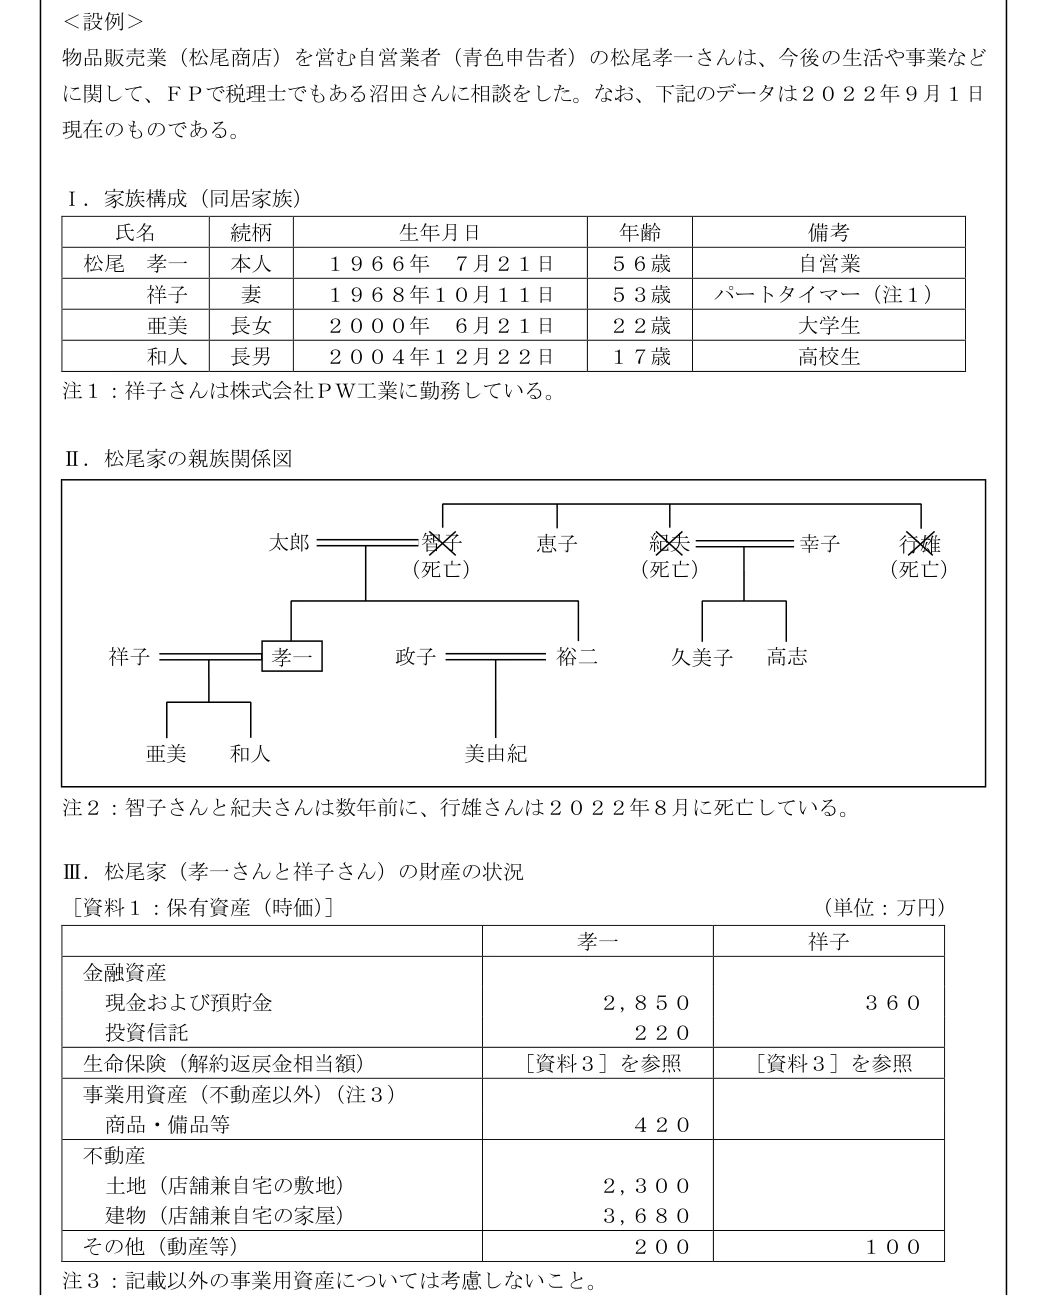 ＜設例＞
物品販売業（松尾商店）を営む自営業者（青色申告者）の松尾孝一さんは、今後の生活や事業など
に関して、ＦＰで税理士でもある沼田さんに相談をした。なお、下記のデータは２０２２年９月１日
現在のものである。
Ⅰ．家族構成（同居家族）
氏名 続柄 生年月日 年齢 備考
松尾　孝一 本人 １９６６年　７月２１日 ５６歳 自営業
祥子 妻 １９６８年１０月１１日 ５３歳 パートタイマー（注１）
亜美 長女 ２０００年　６月２１日 ２２歳 大学生
和人 長男 ２００４年１２月２２日 １７歳 高校生
注１：祥子さんは株式会社ＰＷ工業に勤務している。
Ⅱ．松尾家の親族関係図
太郎 智子 恵子 紀夫 幸子 行雄
（死亡） （死亡） （死亡）
祥子 孝一 政子 裕二 久美子 高志
亜美 和人 美由紀
注２：智子さんと紀夫さんは数年前に、行雄さんは２０２２年８月に死亡している。
Ⅲ．松尾家（孝一さんと祥子さん）の財産の状況
［資料１：保有資産（時価）］ （単位：万円）
孝一 祥子
金融資産
現金および預貯金 ２,８５０ ３６０
投資信託 ２２０
生命保険（解約返戻金相当額） ［資料３］を参照 ［資料３］を参照
事業用資産（不動産以外）（注３）
商品・備品等 ４２０
不動産
土地（店舗兼自宅の敷地） ２,３００
建物（店舗兼自宅の家屋） ３,６８０
その他（動産等） ２００ １００
注３：記載以外の事業用資産については考慮しないこと。